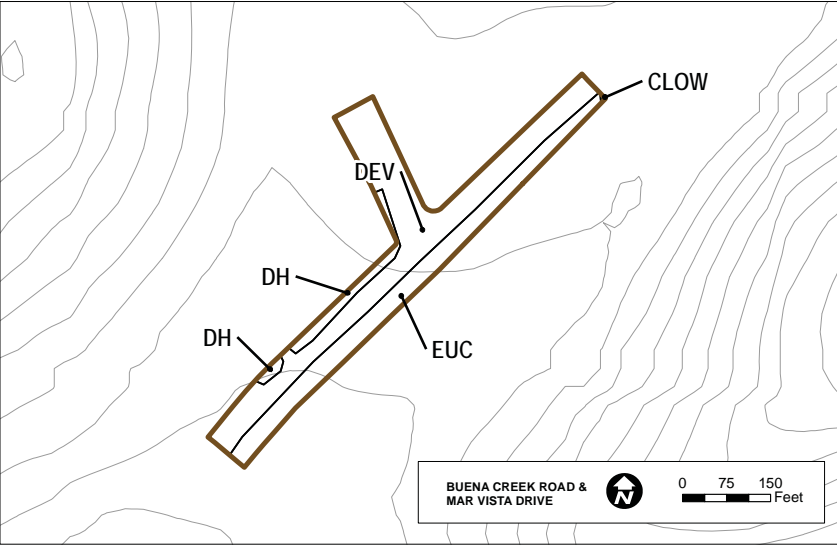 CLOW
DEV
DH
DH
EUC
BUENA CREEK ROAD &
MAR VISTA DRIVE
N
0 75 150
Feet